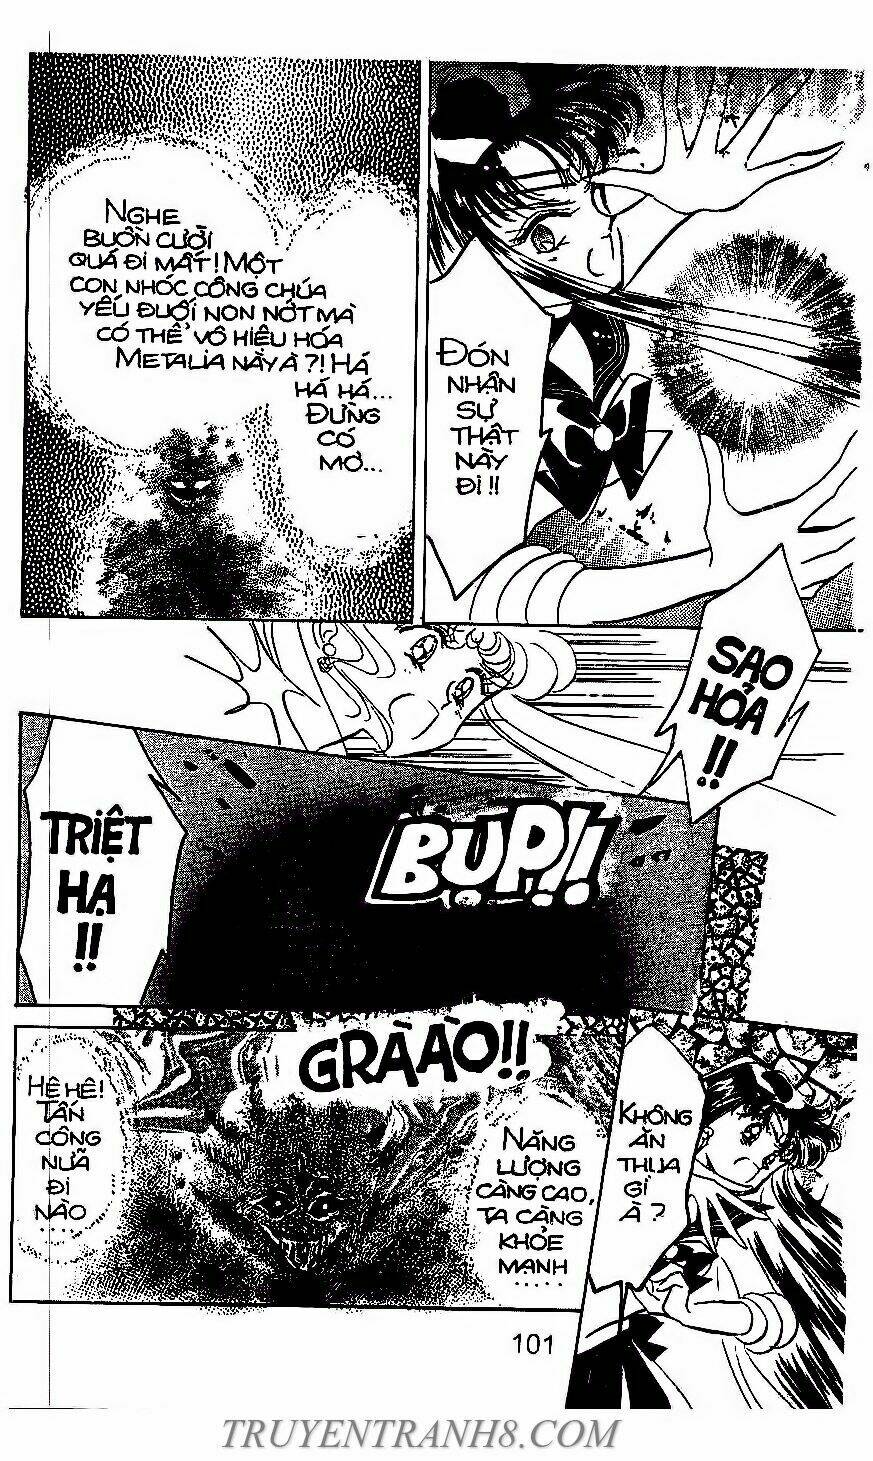 NGHE
BUỒN CƯỜI
QUÁ ĐI MẤT! MỘT
CON NHÓC CÔNG CHÚA
YẾU ĐUỐI NON NỚT MÀ
CÓ THỂ VÔ HIỆU HÓA
METALIA NÀY À?! HÁ
HÁ HÁ...
ĐỪNG
CÓ
MƠ...
ĐÓN
NHẬN
SỰ
THẬT
NÀY
ĐI!!
SAO
HỎA
!!
TRIỆT
HẠ
!!
BỤP!!
GRÀÀO!!
HÊ HÊ!
TẤN
CÔNG
NỮA
ĐI
NÀO.....
NĂNG
LƯỢNG
CÀNG CAO,
TA CÀNG
KHỎE
MẠNH
.....
KHÔNG
ĂN
THUA
GÌ
À?
101
TRUYENTRANH8.COM